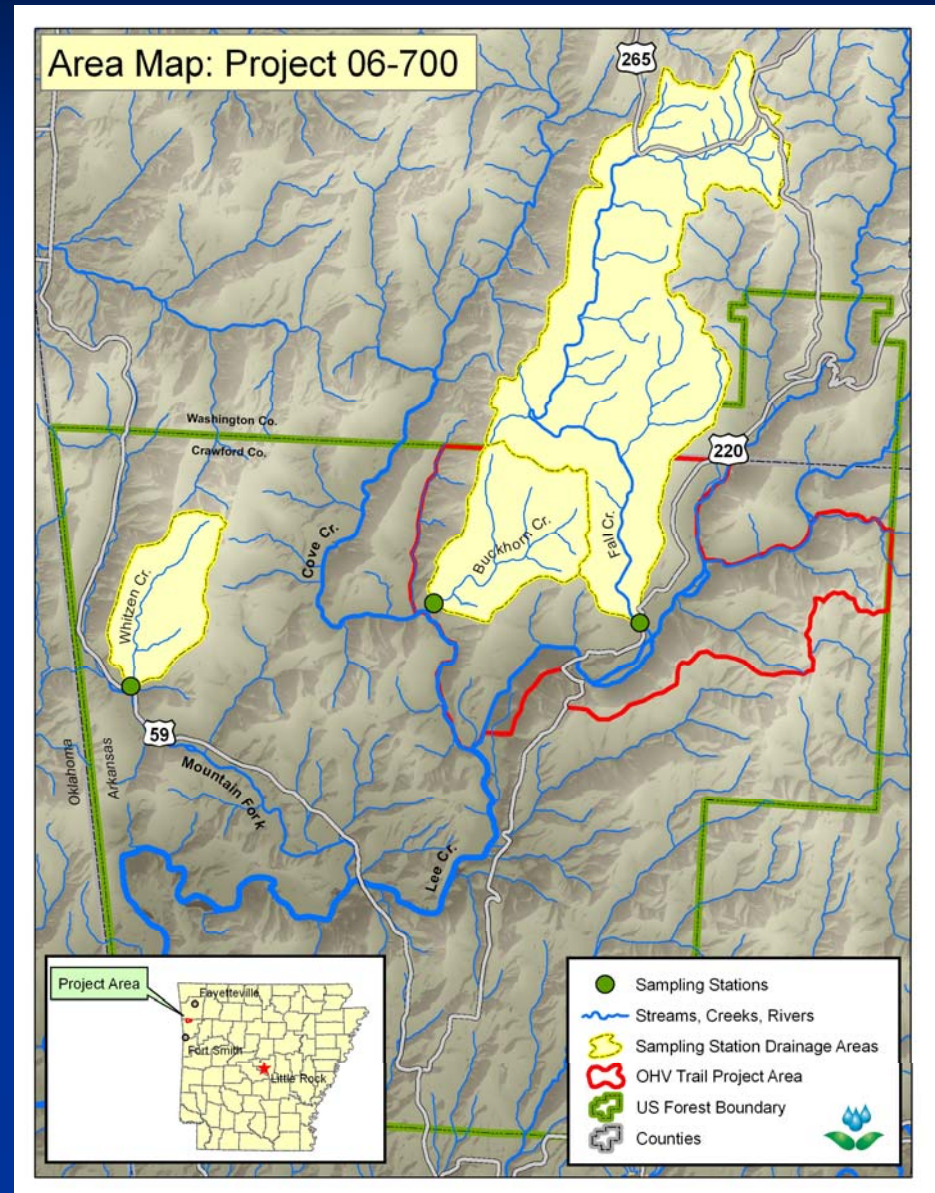 Area Map: Project 06-700
265
Washington Co.
Crawford Co.
220
Cove Cr.
Buckhorn Cr.
Fall Cr.
Whitzen Cr.
59
Oklahoma
Arkansas
Mountain Fork
Lee Cr.
Project Area
Fayetteville
Fort Smith
Little Rock
Sampling Stations
Streams, Creeks, Rivers
Sampling Station Drainage Areas
OHV Trail Project Area
US Forest Boundary
Counties